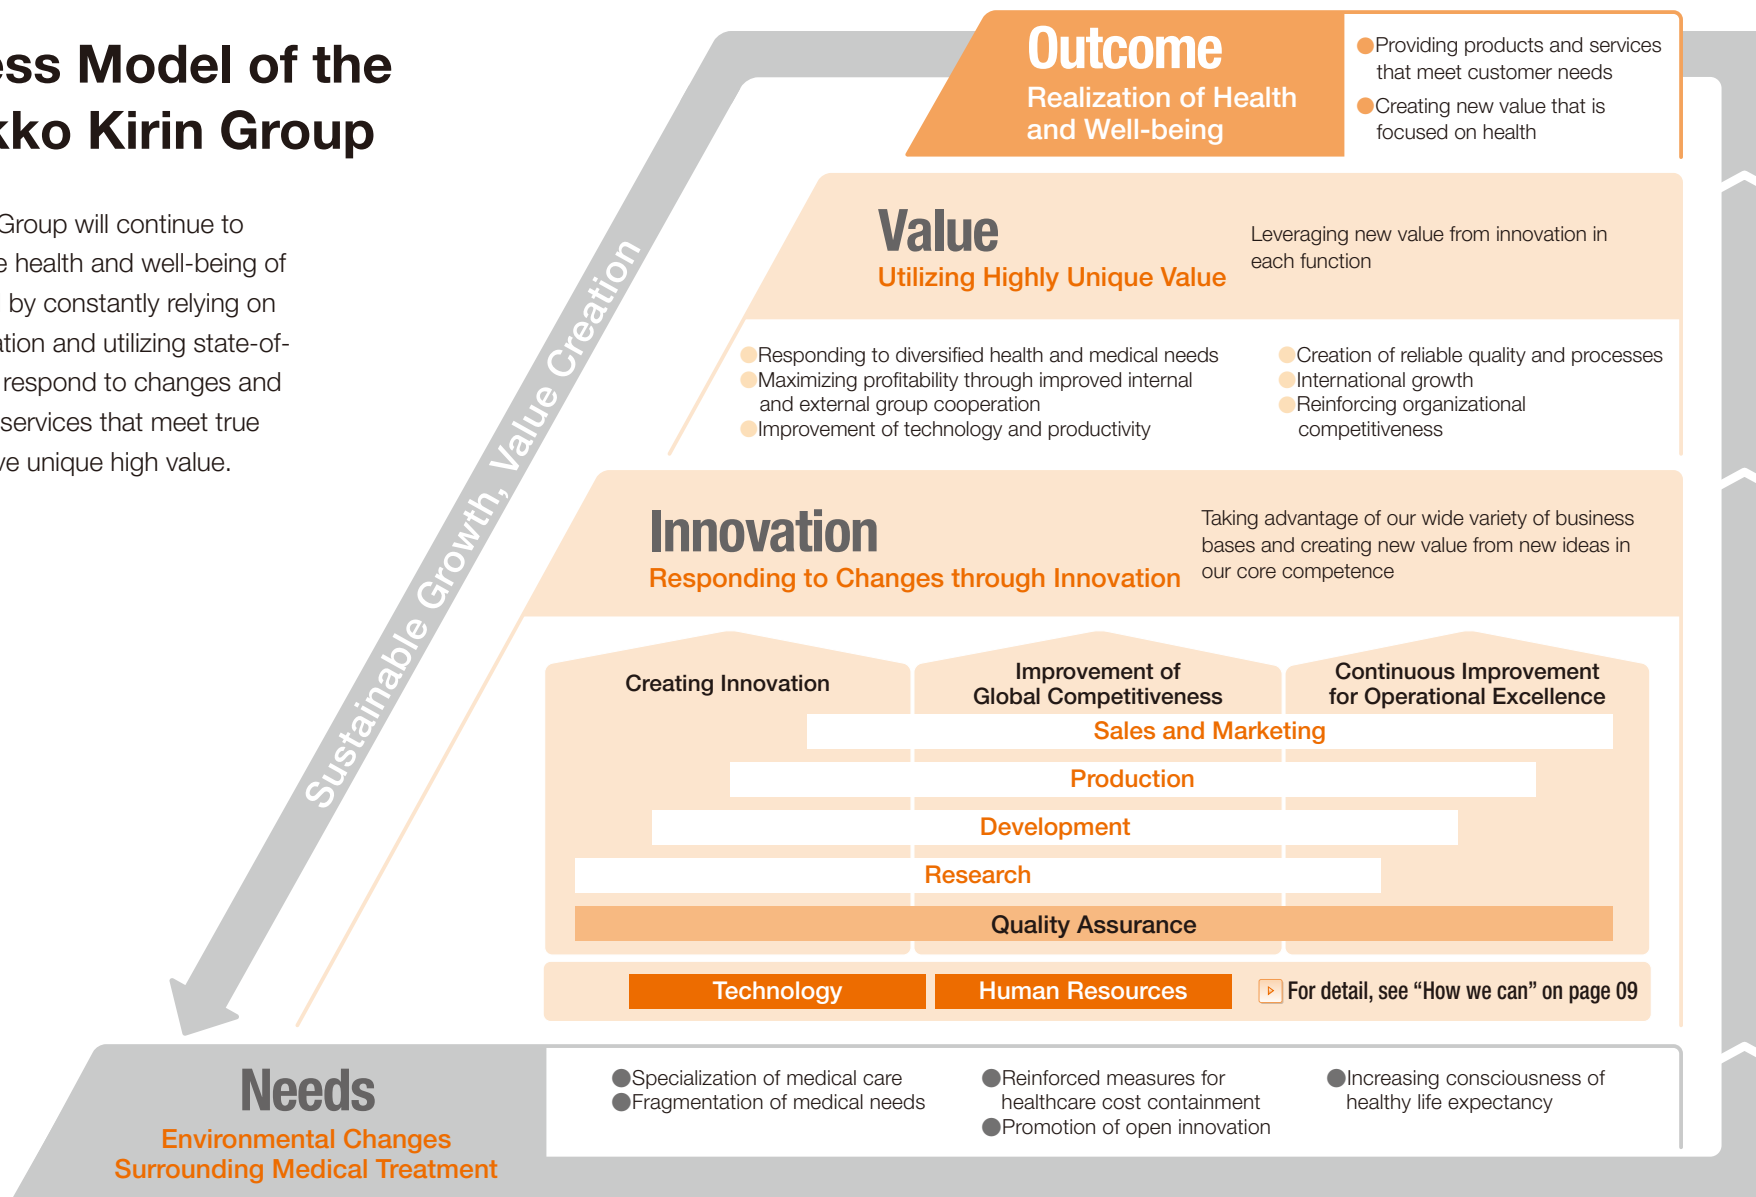 ess Model of the
kko Kirin Group
Group will continue to
e health and well-being of
by constantly relying on
ation and utilizing state-of-
respond to changes and
services that meet true
ve unique high value.
Sustainable Growth, Value Creation
Outcome
Realization of Health
and Well-being
●Providing products and services
that meet customer needs
●Creating new value that is
focused on health
Value
Utilizing Highly Unique Value
Leveraging new value from innovation in
each function
●Responding to diversified health and medical needs
●Maximizing profitability through improved internal
and external group cooperation
●Improvement of technology and productivity
●Creation of reliable quality and processes
●International growth
●Reinforcing organizational
competitiveness
Innovation
Responding to Changes through Innovation
Taking advantage of our wide variety of business
bases and creating new value from new ideas in
our core competence
Creating Innovation
Improvement of
Global Competitiveness
Continuous Improvement
for Operational Excellence
Sales and Marketing
Production
Development
Research
Quality Assurance
Technology
Human Resources
For detail, see “How we can” on page 09
Needs
Environmental Changes
Surrounding Medical Treatment
●Specialization of medical care
●Fragmentation of medical needs
●Reinforced measures for
healthcare cost containment
●Promotion of open innovation
●Increasing consciousness of
healthy life expectancy